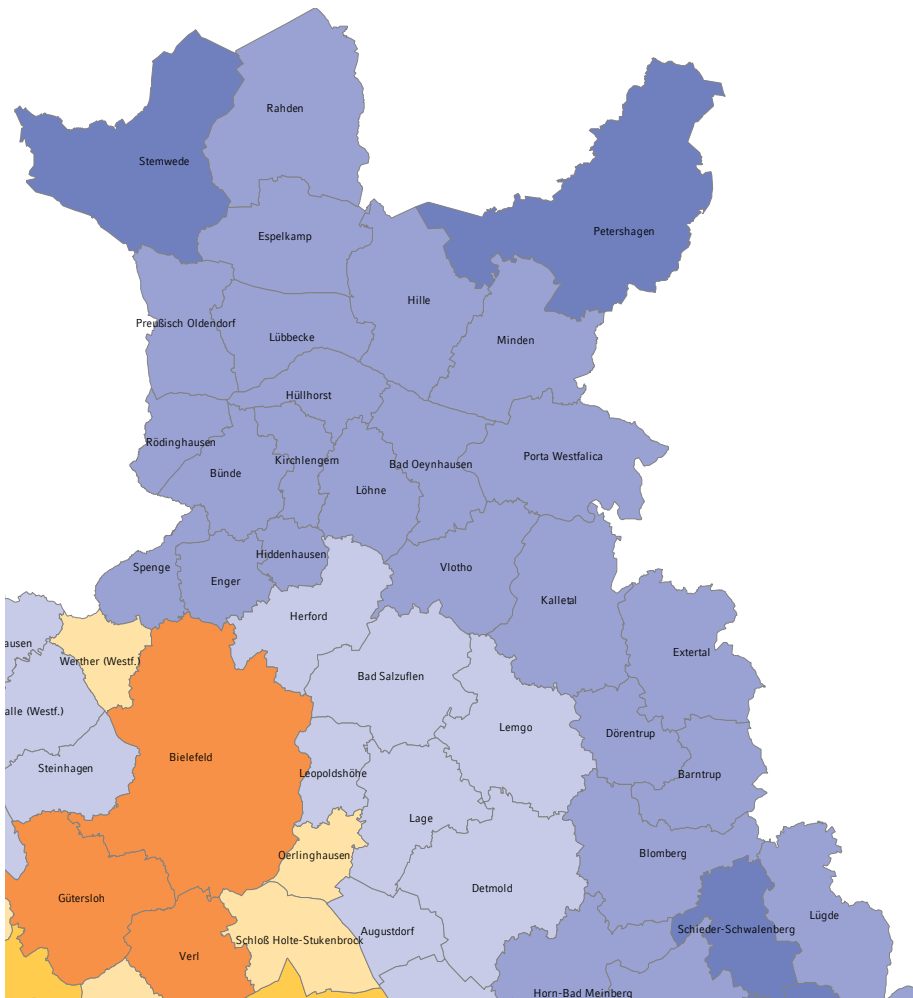 Rahden
Stemwede
Petershagen
Espelkamp
Hille
Preußisch Oldendorf
Lübbecke
Minden
Hüllhorst
Rödinghausen
Kirchlengern
Bad Oeynhausen
Porta Westfalica
Bünde
Löhne
Hiddenhausen
Spenge
Enger
Vlotho
Kalletal
Herford
ausen
Werther (Westf.)
Extertal
Bad Salzuflen
alle (Westf.)
Lemgo
Dörentrup
Bielefeld
Steinhagen
Leopoldshöhe
Barntrup
Lage
Oerlinghausen
Blomberg
Detmold
Gütersloh
Lügde
Schieder-Schwalenberg
Augustdorf
Schloß Holte-Stukenbrock
Verl
Horn-Bad Meinberg